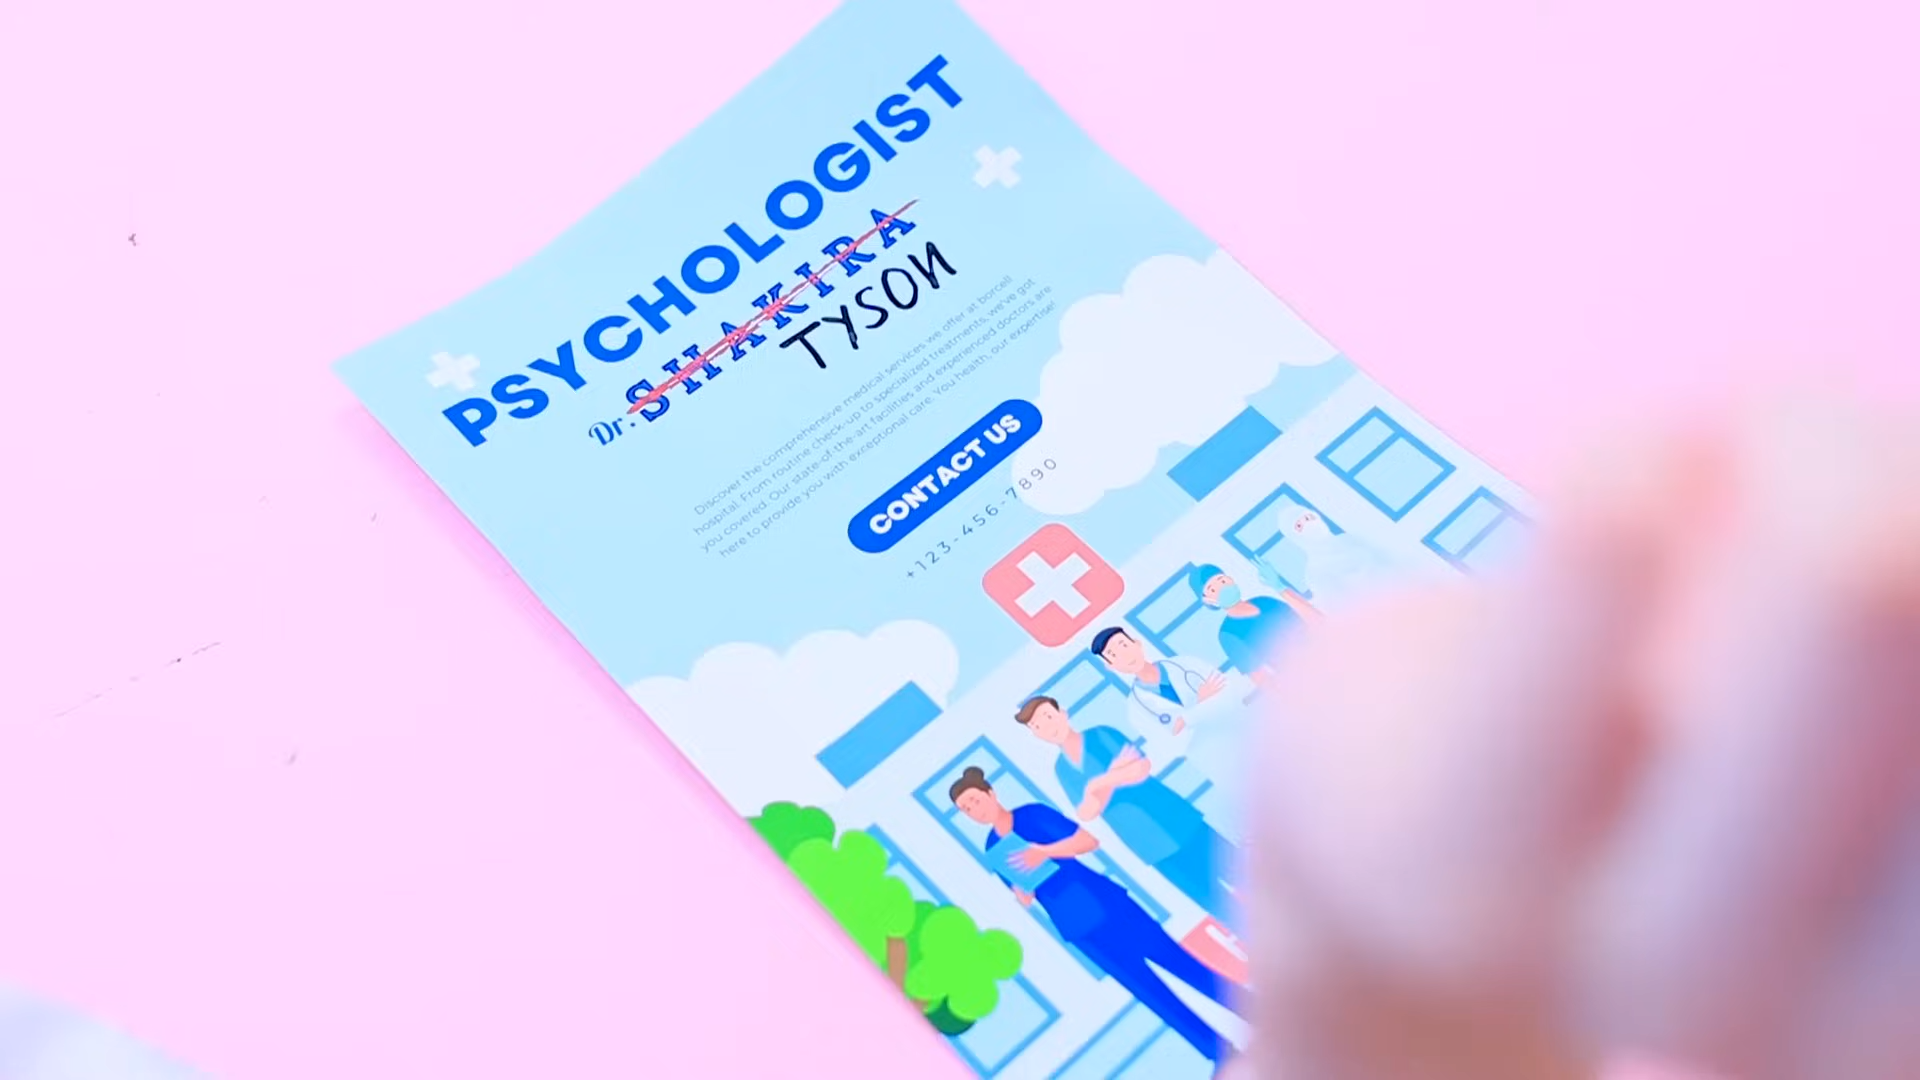 PSYCHOLOGIST
Dr. SHAKIRA
TYSON
Discover the comprehensive medical services we offer at borcell
hospital. From routine check-up to specialized treatments, we've got
you covered. Our state-of-the-art facilities and experienced doctors are
here to provide you with exceptional care. You health, our expertise!
CONTACT US
+123-456-7890